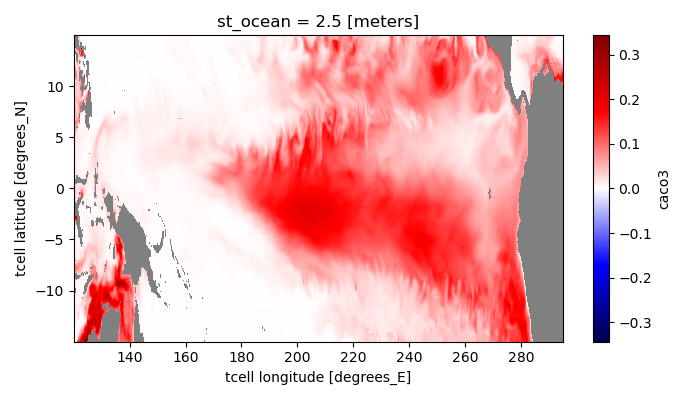 st_ocean = 2.5 [meters]
10
5
0
−5
−10
tcell latitude [degrees_N]
140 160 180 200 220 240 260 280
tcell longitude [degrees_E]
0.3
0.2
0.1
0.0
−0.1
−0.2
−0.3
caco3